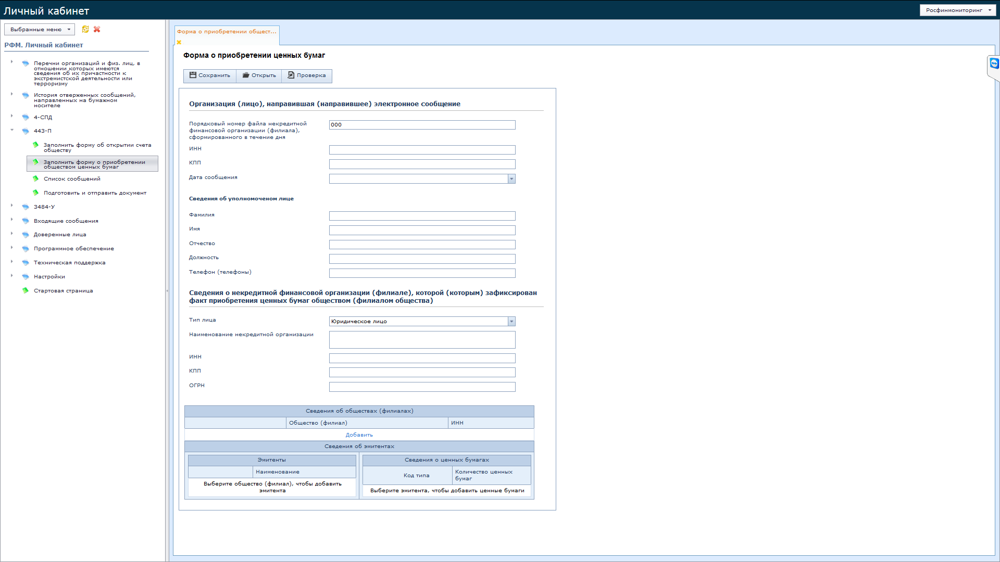 Личный кабинет
Росфинмониторинг
Выбранные меню
РФМ. Личный кабинет
Перечни организаций и физ. лиц, в
отношении которых имеются
сведения об их причастности к
экстремистской деятельности или
терроризму
История отверженных сообщений,
направленных на бумажном
носителе
4-СПД
443-П
Заполнить форму об открытии счета
обществу
Заполнить форму о приобретении
обществом ценных бумаг
Список сообщений
Подготовить и отправить документ
3484-У
Входящие сообщения
Доверенные лица
Программное обеспечение
Техническая поддержка
Настройки
Стартовая страница
Форма о приобретении общест...
Форма о приобретении ценных бумаг
Сохранить
Открыть
Проверка
Организация (лицо), направившая (направившее) электронное сообщение
Порядковый номер файла некредитной
финансовой организации (филиала),
сформированного в течение дня
000
ИНН
КПП
Дата сообщения
Сведения об уполномоченом лице
Фамилия
Имя
Отчество
Должность
Телефон (телефоны)
Сведения о некредитной финансовой организации (филиале), которой (которым) зафиксирован
факт приобретения ценных бумаг обществом (филиалом общества)
Тип лица
Юридическое лицо
Наименование некредитной организации
ИНН
КПП
ОГРН
Сведения об обществах (филиалах)
Общество (филиал)
ИНН
Добавить
Сведения об эмитентах
Эмитенты
Наименование
Выберите общество (филиал), чтобы добавить
эмитента
Сведения о ценных бумагах
Код типа
Количество ценных
бумаг
Выберите эмитента, чтобы добавить ценные бумаги